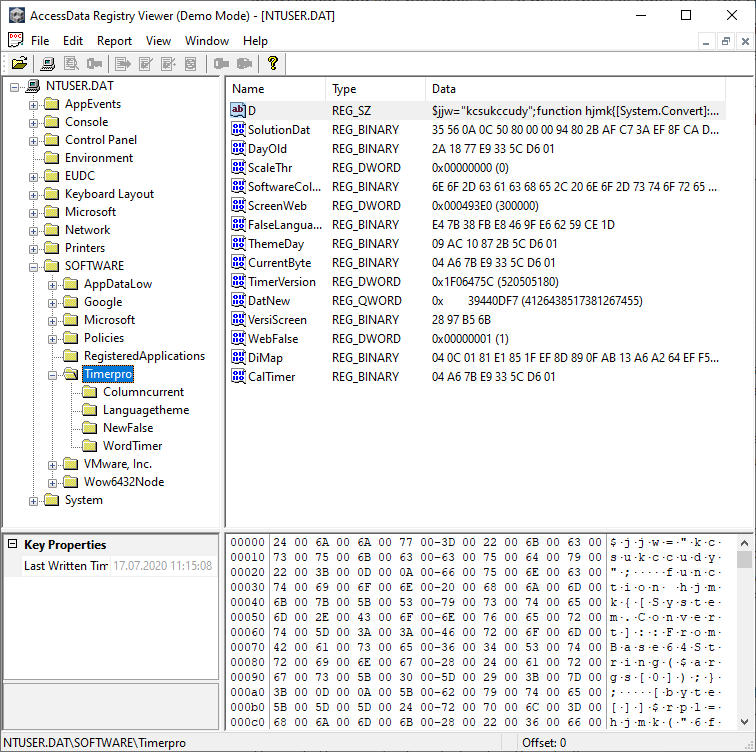 AccessData Registry Viewer (Demo Mode) - [NTUSER.DAT]
File Edit Report View Window Help
NTUSER.DAT
AppEvents
Console
Control Panel
Environment
EUDC
Keyboard Layout
Microsoft
Network
Printers
SOFTWARE
AppDataLow
Google
Microsoft
Policies
RegisteredApplications
Timerpro
Columncurrent
Languagetheme
NewFalse
WordTimer
VMware, Inc.
Wow6432Node
System
Name Type Data
D REG_SZ $jjw="kcsukccudy";function hjmk{[System.Convert]:...
SolutionDat REG_BINARY 35 56 0A 0C 50 80 00 00 94 80 2B AF C7 3A EF 8F CA D...
DayOld REG_BINARY 2A 18 77 E9 33 5C D6 01
ScaleThr REG_DWORD 0x00000000 (0)
SoftwareCol... REG_BINARY 6E 6F 2D 63 61 63 68 65 2C 20 6E 6F 2D 73 74 6F 72 65 ...
ScreenWeb REG_DWORD 0x000493E0 (300000)
FalseLangua... REG_BINARY E4 7B 38 FB E8 46 9F E6 62 59 CE 1D
ThemeDay REG_BINARY 09 AC 10 87 2B 5C D6 01
CurrentByte REG_BINARY 04 A6 7B E9 33 5C D6 01
TimerVersion REG_DWORD 0x1F06475C (520505180)
DatNew REG_QWORD 0x 39440DF7 (4126438517381267455)
VersiScreen REG_BINARY 28 97 B5 6B
WebFalse REG_DWORD 0x00000001 (1)
DiMap REG_BINARY 04 0C 01 81 E1 85 1F EF 8D 89 0F AB 13 A6 A2 64 EF F5...
CalTimer REG_BINARY 04 A6 7B E9 33 5C D6 01
Key Properties
Last Written Tim 17.07.2020 11:15:08
00000 24 00 6A 00 6A 00 77 00-3D 00 22 00 6B 00 63 00 $·j·j·w·=·"·k·c·
00010 73 00 75 00 6B 00 63 00-63 00 75 00 64 00 79 00 s·u·k·c·c·u·d·y·
00020 22 00 3B 00 0D 00 0A 00-66 00 75 00 6E 00 63 00 "·;·····f·u·n·c·
00030 74 00 69 00 6F 00 6E 00-20 00 68 00 6A 00 6D 00 t·i·o·n· ·h·j·m·
00040 6B 00 7B 00 5B 00 53 00-79 00 73 00 74 00 65 00 k·{·[·S·y·s·t·e·
00050 6D 00 2E 00 43 00 6F 00-6E 00 76 00 65 00 72 00 m·.·C·o·n·v·e·r·
00060 74 00 5D 00 3A 00 3A 00-46 00 72 00 6F 00 6D 00 t·]·:·:·F·r·o·m·
00070 42 00 61 00 73 00 65 00-36 00 34 00 53 00 74 00 B·a·s·e·6·4·S·t·
00080 72 00 69 00 6E 00 67 00-28 00 24 00 61 00 72 00 r·i·n·g·(·$·a·r·
00090 67 00 73 00 5B 00 30 00-5D 00 29 00 3B 00 7D 00 g·s·[·0·]·)·;·}·
000a0 3B 00 0D 00 0A 00 5B 00-62 00 79 00 74 00 65 00 ;·····[·b·y·t·e·
000b0 5B 00 5D 00 5D 00 24 00-72 00 70 00 6C 00 3D 00 [·]·]·$·r·p·l·=·
000c0 68 00 6A 00 6D 00 6B 00-28 00 22 00 36 00 66 00 h·j·m·k·(·"·6·f·
NTUSER.DAT\SOFTWARE\Timerpro Offset: 0